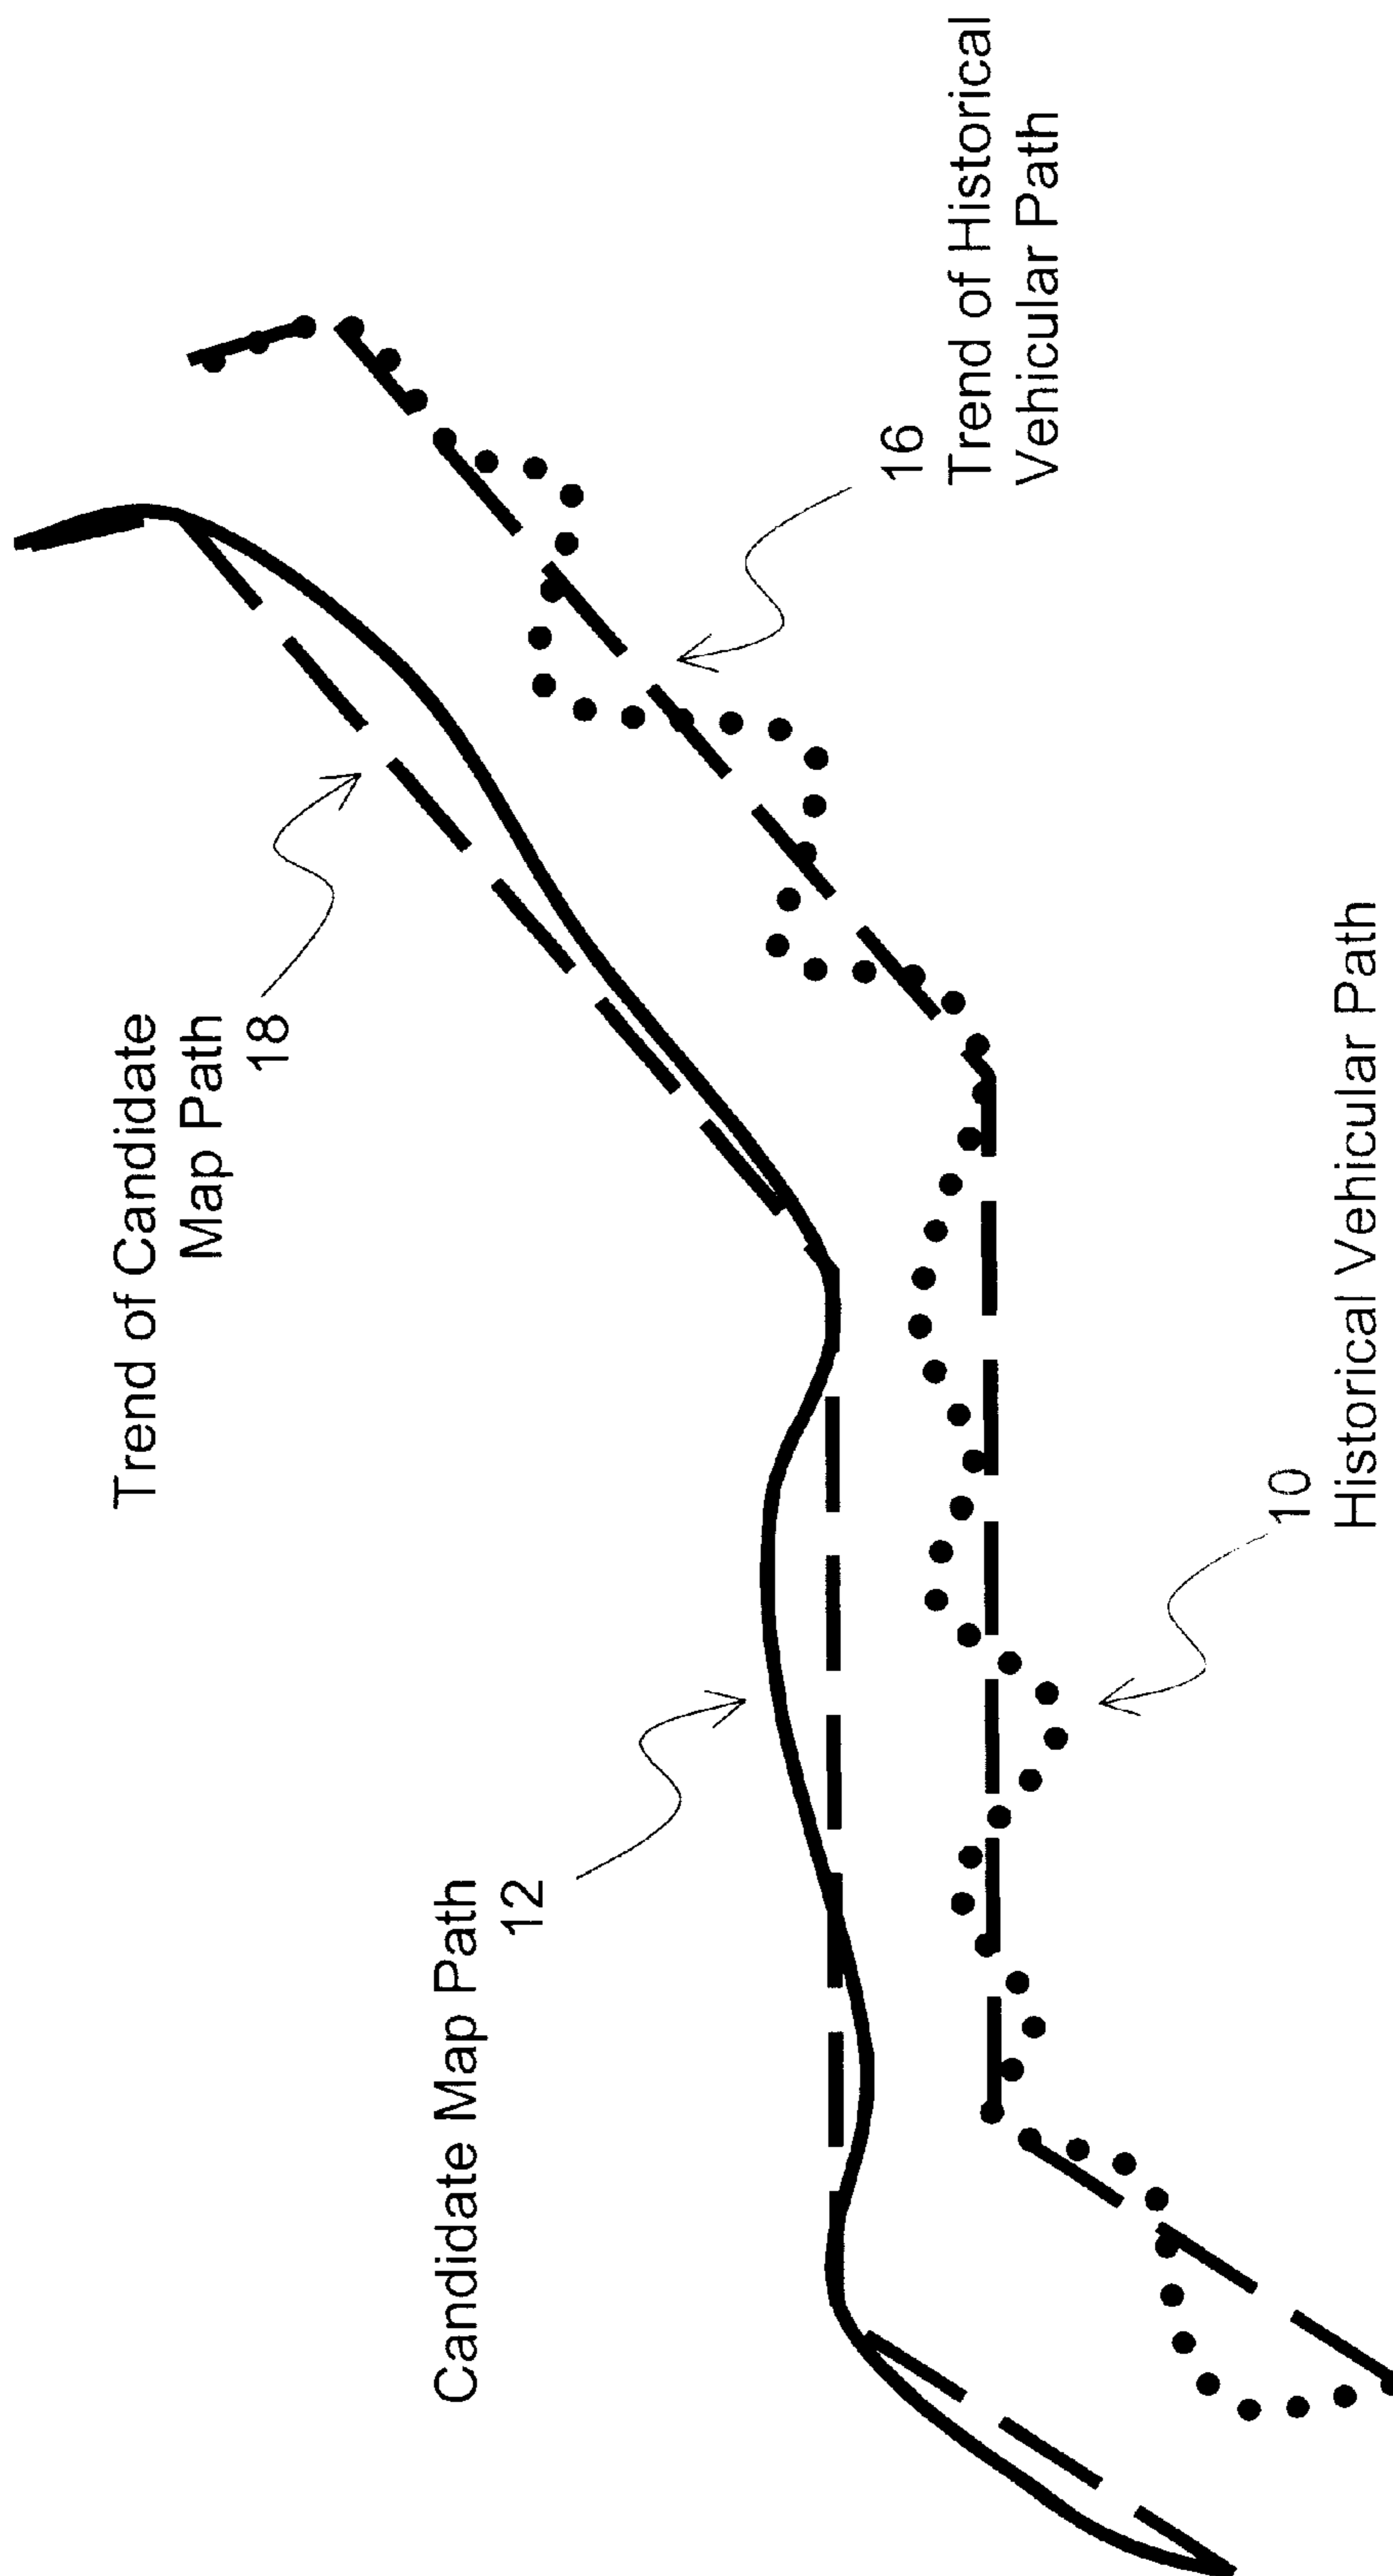 Trend of Candidate
Map Path
18
Candidate Map Path
12
16
Trend of Historical
Vehicular Path
10
Historical Vehicular Path